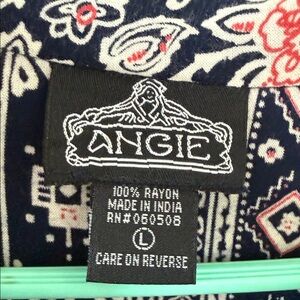 ANGIE
100% RAYON
MADE IN INDIA
RN#060508
L
CARE ON REVERSE